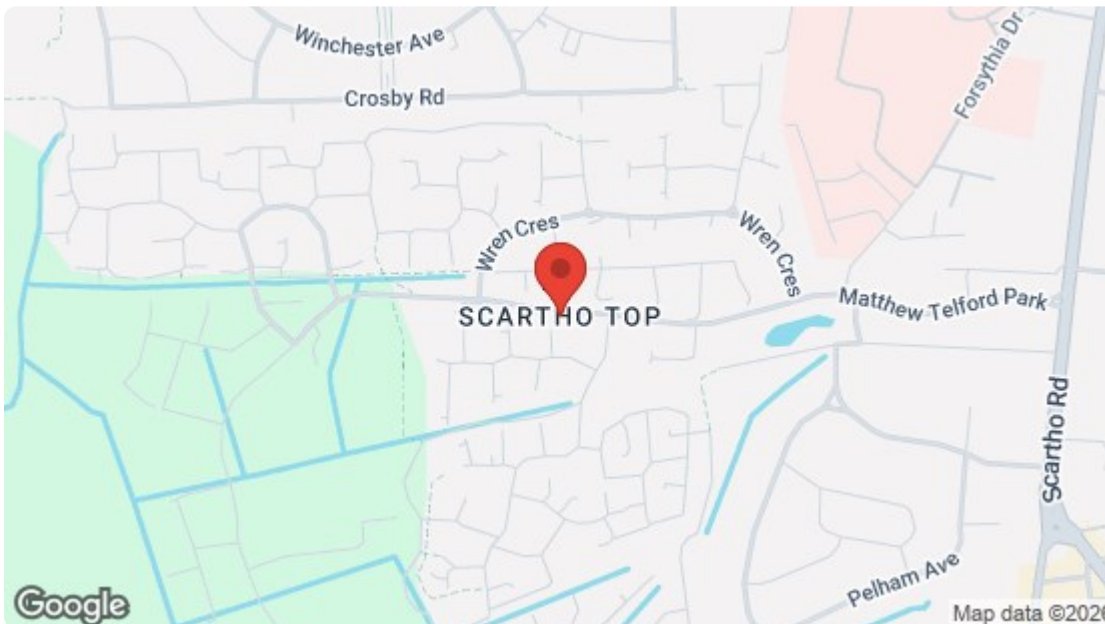 Winchester Ave
Crosby Rd
Forsythia Dr
Wren Cres
Wren Cres
SCARTHO TOP
Matthew Telford Park
Scartho Rd
Pelham Ave
Google
Map data ©2026